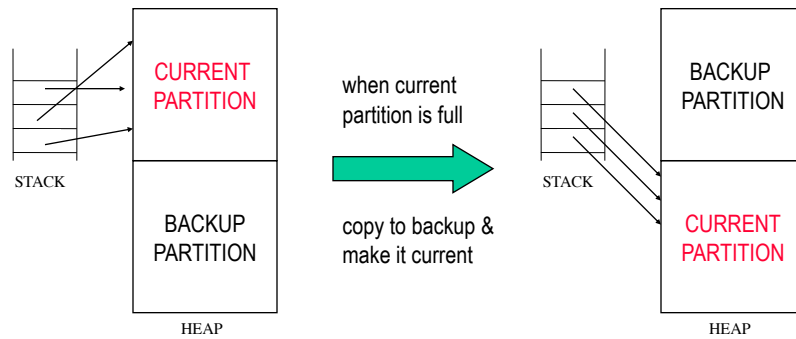 CURRENT
PARTITION
BACKUP
PARTITION
STACK
HEAP
when current
partition is full
copy to backup &
make it current
BACKUP
PARTITION
CURRENT
PARTITION
STACK
HEAP